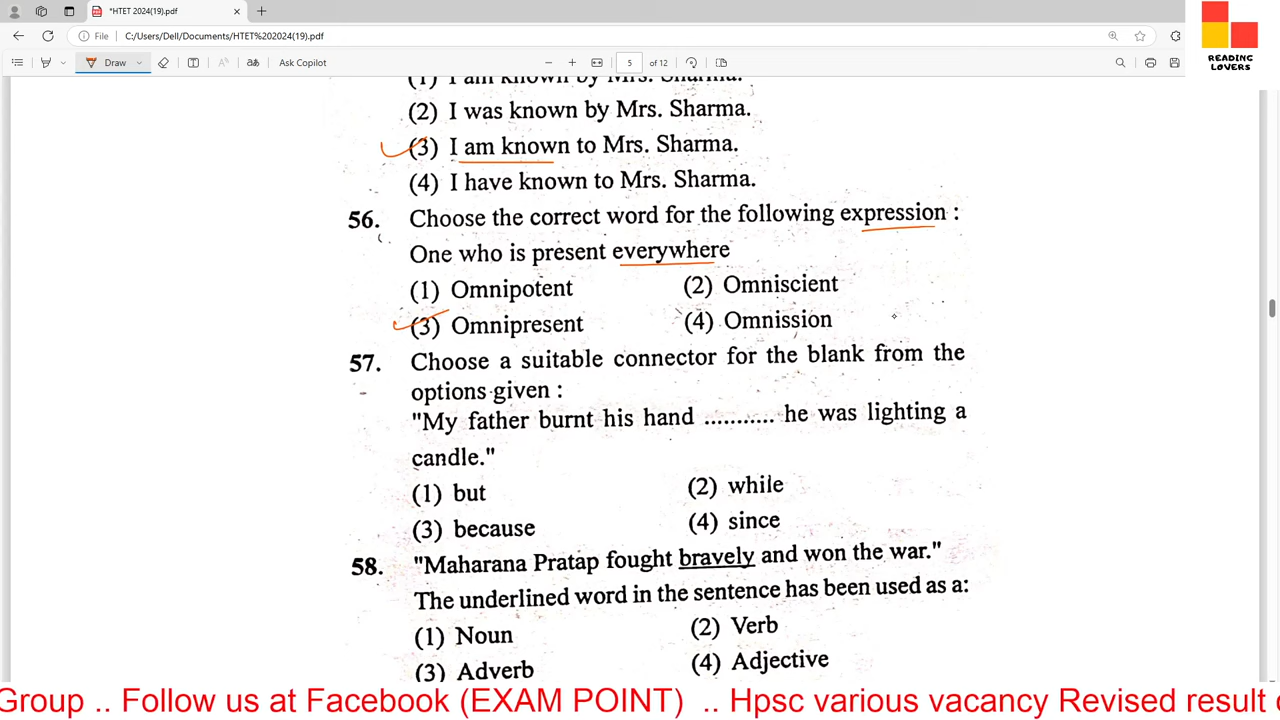 *HTET 2024(19).pdf
File C:/Users/Dell/Documents/HTET%202024(19).pdf
Draw Ask Copilot 5 of 12
READING
LOVERS
(1) I am known by Mrs. Sharma.
(2) I was known by Mrs. Sharma.
(3) I am known to Mrs. Sharma.
(4) I have known to Mrs. Sharma.
56. Choose the correct word for the following expression :
One who is present everywhere
(1) Omnipotent (2) Omniscient
(3) Omnipresent (4) Omnission
57. Choose a suitable connector for the blank from the
options given :
"My father burnt his hand ........... he was lighting a
candle."
(1) but (2) while
(3) because (4) since
58. "Maharana Pratap fought bravely and won the war."
The underlined word in the sentence has been used as a:
(1) Noun (2) Verb
(3) Adverb (4) Adjective
Group .. Follow us at Facebook (EXAM POINT) .. Hpsc various vacancy Revised result